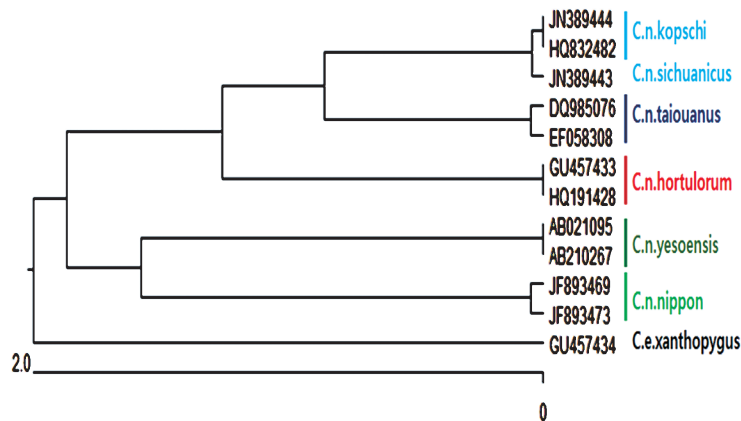 JN389444
C.n.kopschi
HQ832482
JN389443
C.n.sichuanicus
DQ985076
C.n.taiouanus
EF058308
GU457433
C.n.hortulorum
HQ191428
AB021095
C.n.yesoensis
AB210267
JF893469
C.n.nippon
JF893473
GU457434
C.e.xanthopygus
2.0
0